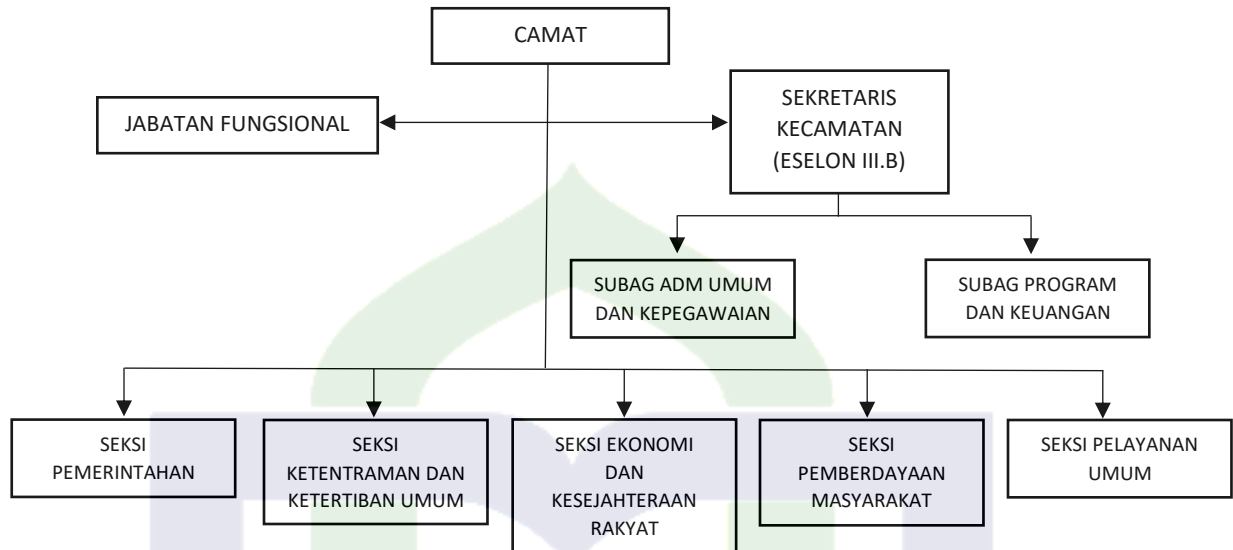 CAMAT
JABATAN FUNGSIONAL
SEKRETARIS
KECAMATAN
(ESELON III.B)
SUBAG ADM UMUM
DAN KEPEGAWAIAN
SUBAG PROGRAM
DAN KEUANGAN
SEKSI
PEMERINTAHAN
SEKSI
KETENTRAMAN DAN
KETERTIBAN UMUM
SEKSI EKONOMI
DAN
KESEJAHTERAAN
RAKYAT
SEKSI
PEMBERDAYAAN
MASYARAKAT
SEKSI PELAYANAN
UMUM